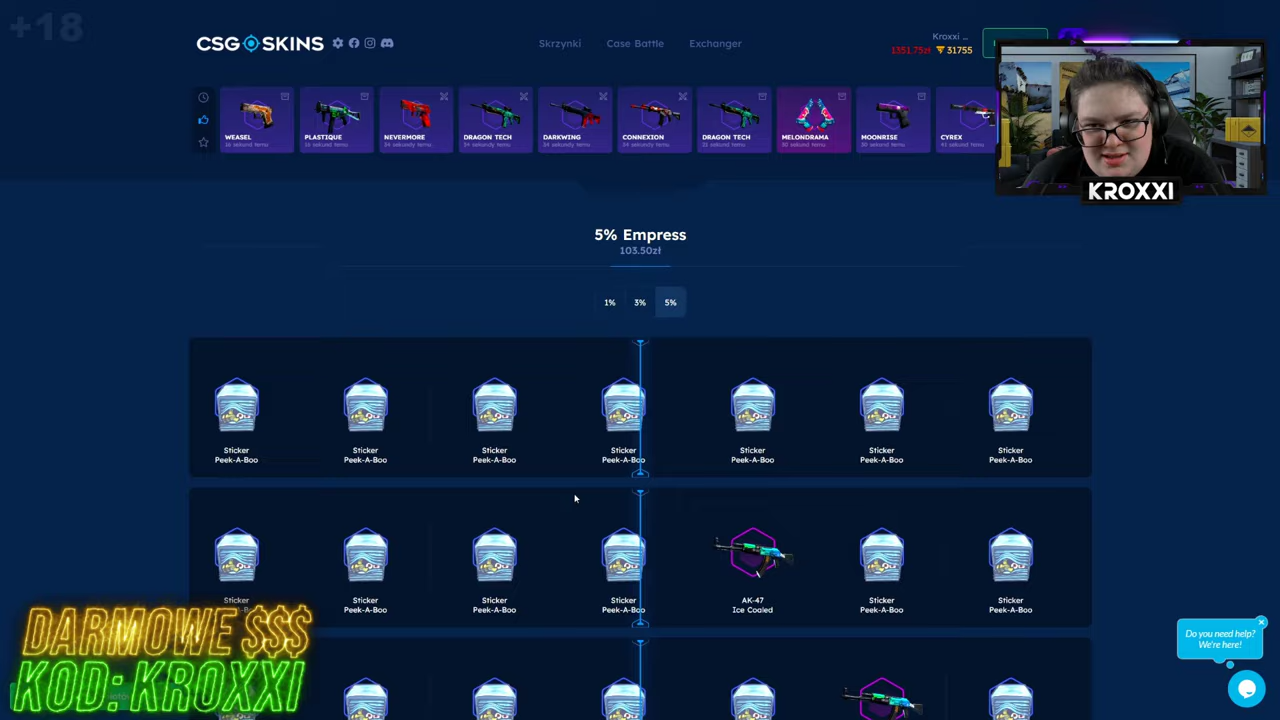 +18
CSG SKINS
Skrzynki
Case Battle
Exchanger
Kroxxi ...
1351.75zł
31755
WEASEL
PLASTIQUE
NEVERMORE
DRAGON TECH
DARKWING
CONNEXION
DRAGON TECH
MELONDRAMA
MOONRISE
CYREX
KROXXI
5% Empress
103.50zł
1%
3%
5%
Sticker
Peek-A-Boo
Sticker
Peek-A-Boo
Sticker
Peek-A-Boo
Sticker
Peek-A-Boo
Sticker
Peek-A-Boo
Sticker
Peek-A-Boo
Sticker
Peek-A-Boo
Sticker
Peek-A-Boo
Sticker
Peek-A-Boo
Sticker
Peek-A-Boo
AK-47
Ice Coaled
Sticker
Peek-A-Boo
Sticker
Peek-A-Boo
DARMOWE $$$
KOD: KROXXI
Do you need help?
We're here!